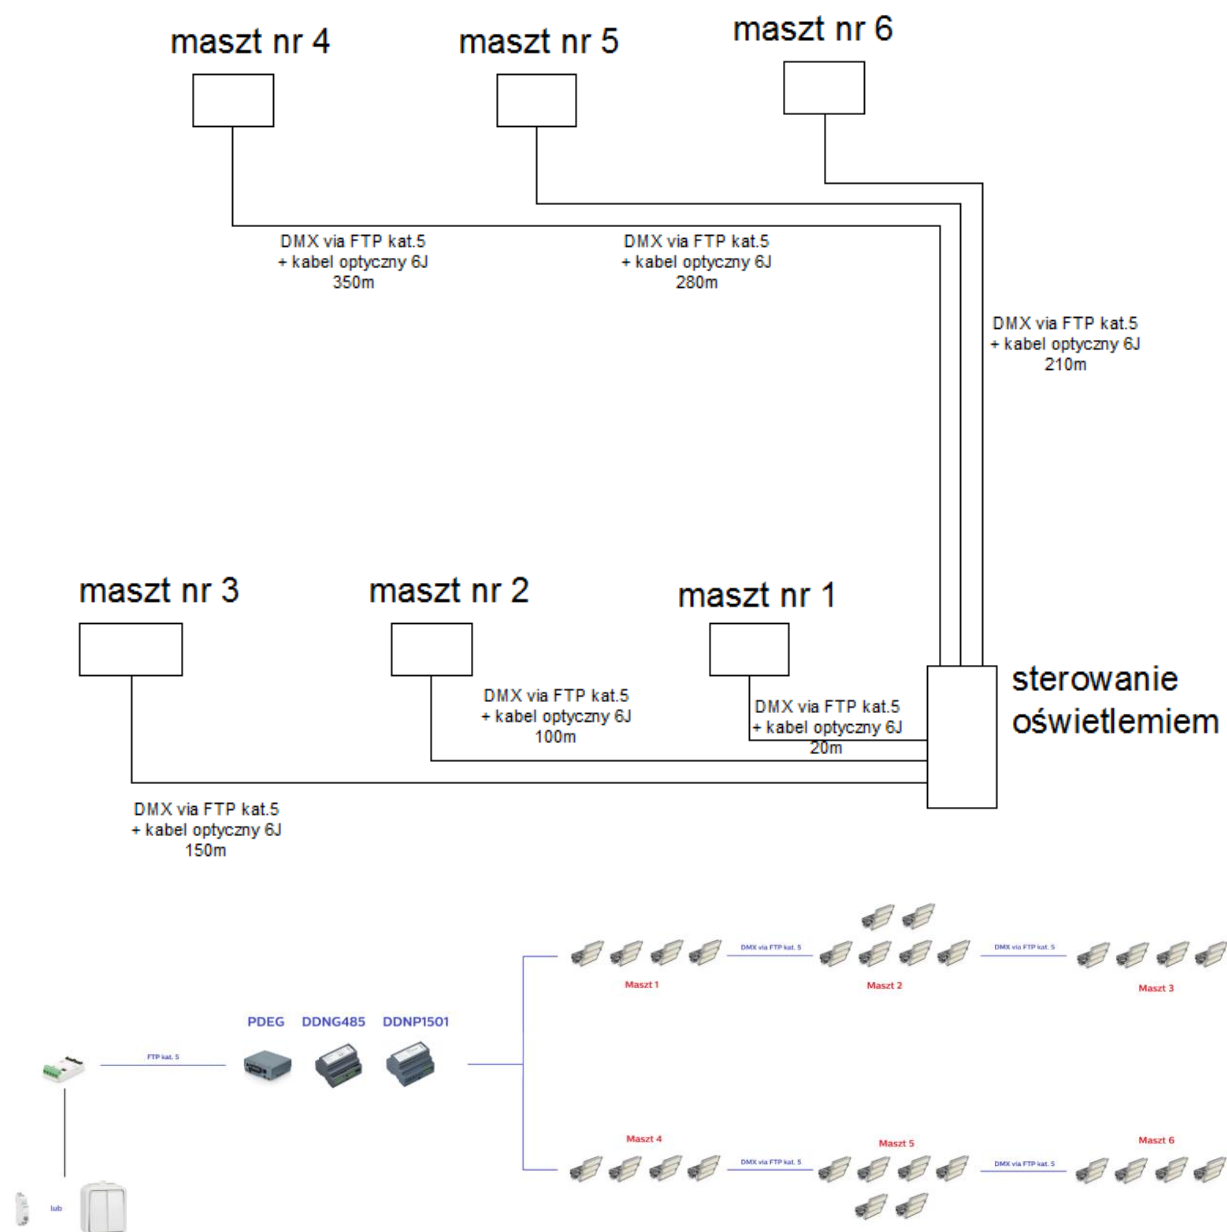 maszt nr 4
maszt nr 5
maszt nr 6
DMX via FTP kat.5
+ kabel optyczny 6J
350m
DMX via FTP kat.5
+ kabel optyczny 6J
280m
DMX via FTP kat.5
+ kabel optyczny 6J
210m
maszt nr 3
maszt nr 2
maszt nr 1
sterowanie
oświetlemiem
DMX via FTP kat.5
+ kabel optyczny 6J
100m
DMX via FTP kat.5
+ kabel optyczny 6J
20m
DMX via FTP kat.5
+ kabel optyczny 6J
150m
DMX via FTP kat. 5
DMX via FTP kat. 5
Maszt 1
Maszt 2
Maszt 3
PDEG
DDNG485
DDNP1501
FTP kat. 5
Maszt 4
Maszt 5
Maszt 6
DMX via FTP kat. 5
DMX via FTP kat. 5
lub